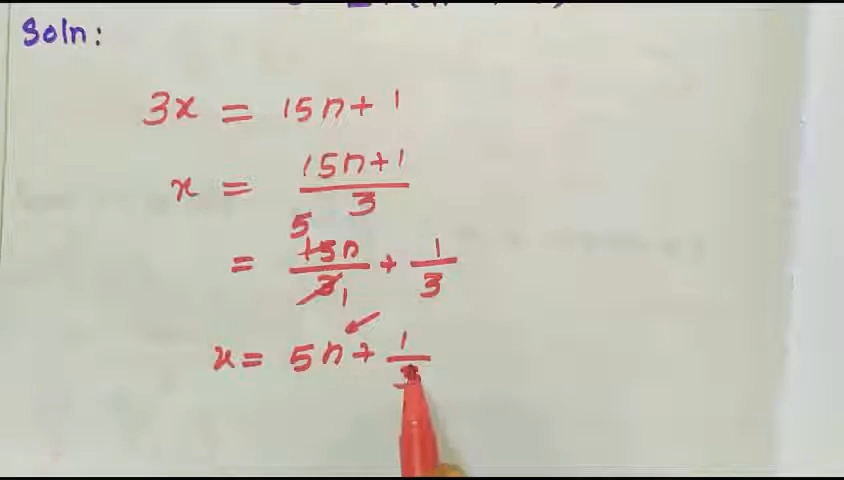 Soln:
3x = 15n + 1
x = 15n+1 / 3
= 15n / 3 + 1 / 3
5 1
x = 5n + 1 / 3